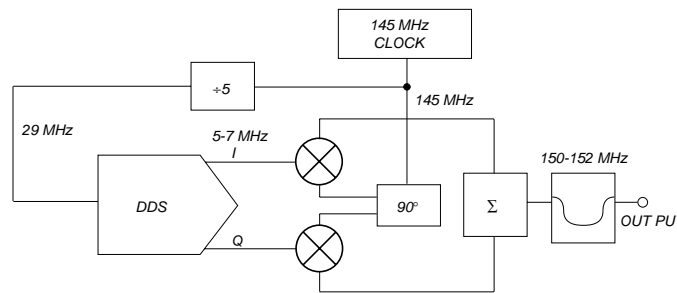 145 MHz
CLOCK
÷5
145 MHz
29 MHz
5-7 MHz
I
150-152 MHz
DDS
90°
Σ
OUT PU
Q